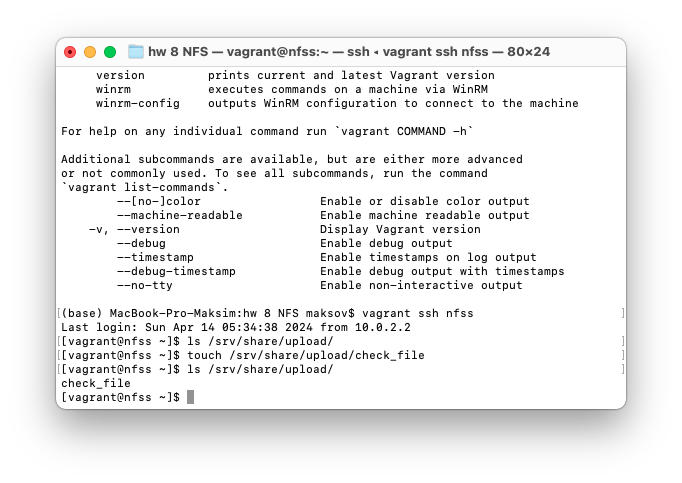 hw 8 NFS — vagrant@nfss:~ — ssh ◂ vagrant ssh nfss — 80×24
     version         prints current and latest Vagrant version
     winrm           executes commands on a machine via WinRM
     winrm-config    outputs WinRM configuration to connect to the machine
For help on any individual command run `vagrant COMMAND -h`
Additional subcommands are available, but are either more advanced
or not commonly used. To see all subcommands, run the command
`vagrant list-commands`.
        --[no-]color                 Enable or disable color output
        --machine-readable           Enable machine readable output
    -v, --version                    Display Vagrant version
        --debug                      Enable debug output
        --timestamp                  Enable timestamps on log output
        --debug-timestamp            Enable debug output with timestamps
        --no-tty                     Enable non-interactive output
[(base) MacBook-Pro-Maksim:hw 8 NFS maksov$ vagrant ssh nfss ]
Last login: Sun Apr 14 05:34:38 2024 from 10.0.2.2
[[vagrant@nfss ~]$ ls /srv/share/upload/ ]
[[vagrant@nfss ~]$ touch /srv/share/upload/check_file ]
[[vagrant@nfss ~]$ ls /srv/share/upload/ ]
check_file
[vagrant@nfss ~]$